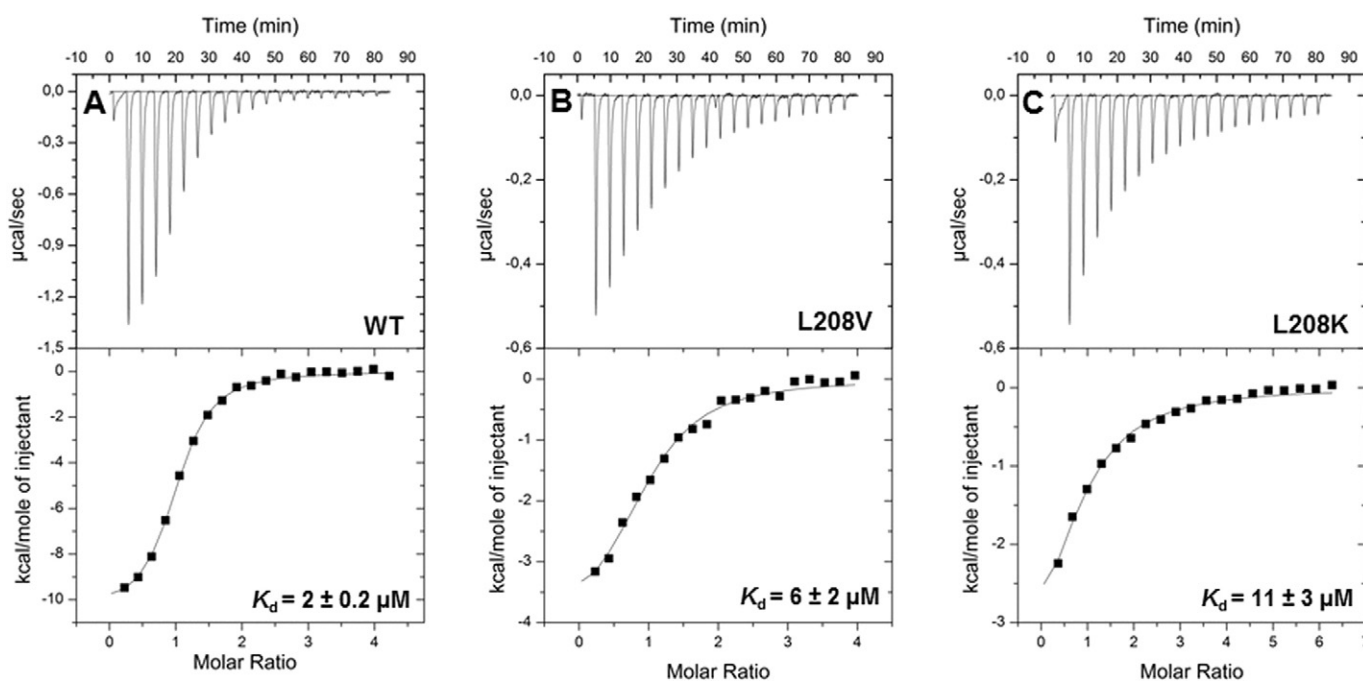 Time (min)
-10 0 10 20 30 40 50 60 70 80 90
A
0,0
-0,3
-0,6
-0,9
-1,2
-1,5
µcal/sec
WT
0
-2
-4
-6
-8
-10
kcal/mole of injectant
Kd = 2 ± 0.2 µM
0 1 2 3 4
Molar Ratio
Time (min)
-10 0 10 20 30 40 50 60 70 80 90
B
0,0
-0,2
-0,4
-0,6
µcal/sec
L208V
0
-1
-2
-3
-4
kcal/mole of injectant
Kd = 6 ± 2 µM
0 1 2 3 4
Molar Ratio
Time (min)
-10 0 10 20 30 40 50 60 70 80 90
C
0,0
-0,2
-0,4
-0,6
µcal/sec
L208K
0
-1
-2
-3
kcal/mole of injectant
Kd = 11 ± 3 µM
0 1 2 3 4 5 6
Molar Ratio